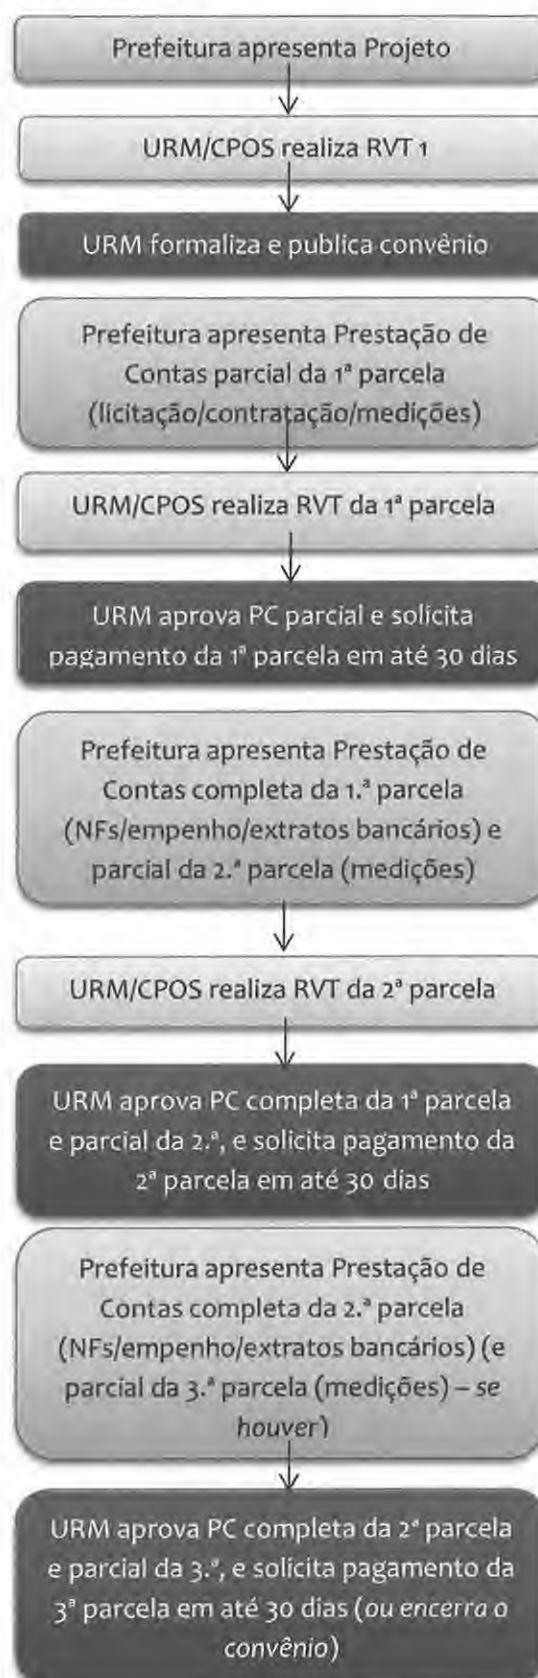 Prefeitura apresenta Projeto
URM/CPOS realiza RVT 1
URM formaliza e publica convênio
Prefeitura apresenta Prestação de
Contas parcial da 1ª parcela
(licitação/contratação/medições)
URM/CPOS realiza RVT da 1ª parcela
URM aprova PC parcial e solicita
pagamento da 1ª parcela em até 30 dias
Prefeitura apresenta Prestação de
Contas completa da 1.ª parcela
(NFs/empenho/extratos bancários) e
parcial da 2.ª parcela (medições)
URM/CPOS realiza RVT da 2ª parcela
URM aprova PC completa da 1ª parcela
e parcial da 2.ª, e solicita pagamento da
2ª parcela em até 30 dias
Prefeitura apresenta Prestação de
Contas completa da 2.ª parcela
(NFs/empenho/extratos bancários) (e
parcial da 3.ª parcela (medições) – se
houver)
URM aprova PC completa da 2ª parcela
e parcial da 3.ª, e solicita pagamento da
3ª parcela em até 30 dias (ou encerra o
convênio)